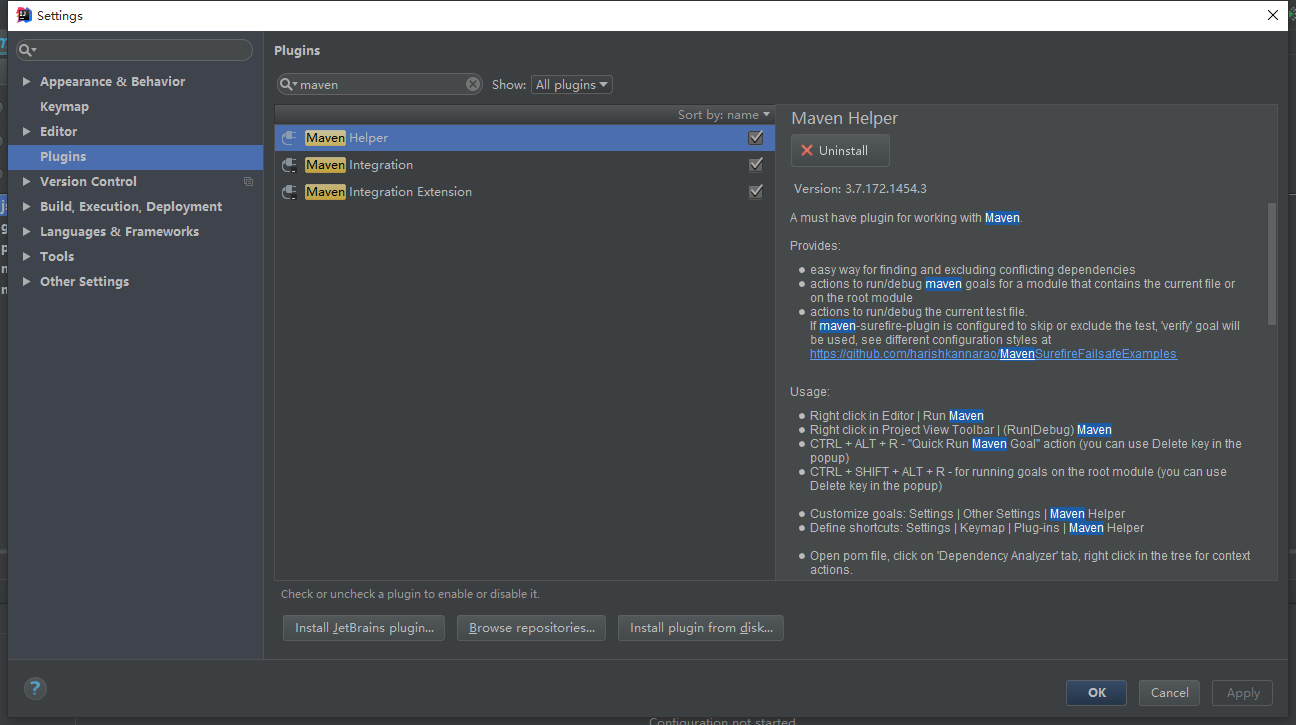 Settings
Plugins
maven
Show:
All plugins
Appearance & Behavior
Keymap
Editor
Plugins
Version Control
Build, Execution, Deployment
Languages & Frameworks
Tools
Other Settings
Sort by: name
Maven Helper
Maven Integration
Maven Integration Extension
Maven Helper
Uninstall
Version: 3.7.172.1454.3
A must have plugin for working with Maven.
Provides:
easy way for finding and excluding conflicting dependencies
actions to run/debug maven goals for a module that contains the current file or
on the root module
actions to run/debug the current test file.
If maven-surefire-plugin is configured to skip or exclude the test, 'verify' goal will
be used, see different configuration styles at
https://github.com/harishkannarao/MavenSurefireFailsafeExamples
Usage:
Right click in Editor | Run Maven
Right click in Project View Toolbar | (Run|Debug) Maven
CTRL + ALT + R - "Quick Run Maven Goal" action (you can use Delete key in the
popup)
CTRL + SHIFT + ALT + R - for running goals on the root module (you can use
Delete key in the popup)
Customize goals: Settings | Other Settings | Maven Helper
Define shortcuts: Settings | Keymap | Plug-ins | Maven Helper
Open pom file, click on 'Dependency Analyzer' tab, right click in the tree for context
actions.
Check or uncheck a plugin to enable or disable it.
Install JetBrains plugin...
Browse repositories...
Install plugin from disk...
?
OK
Cancel
Apply
Configuration not started